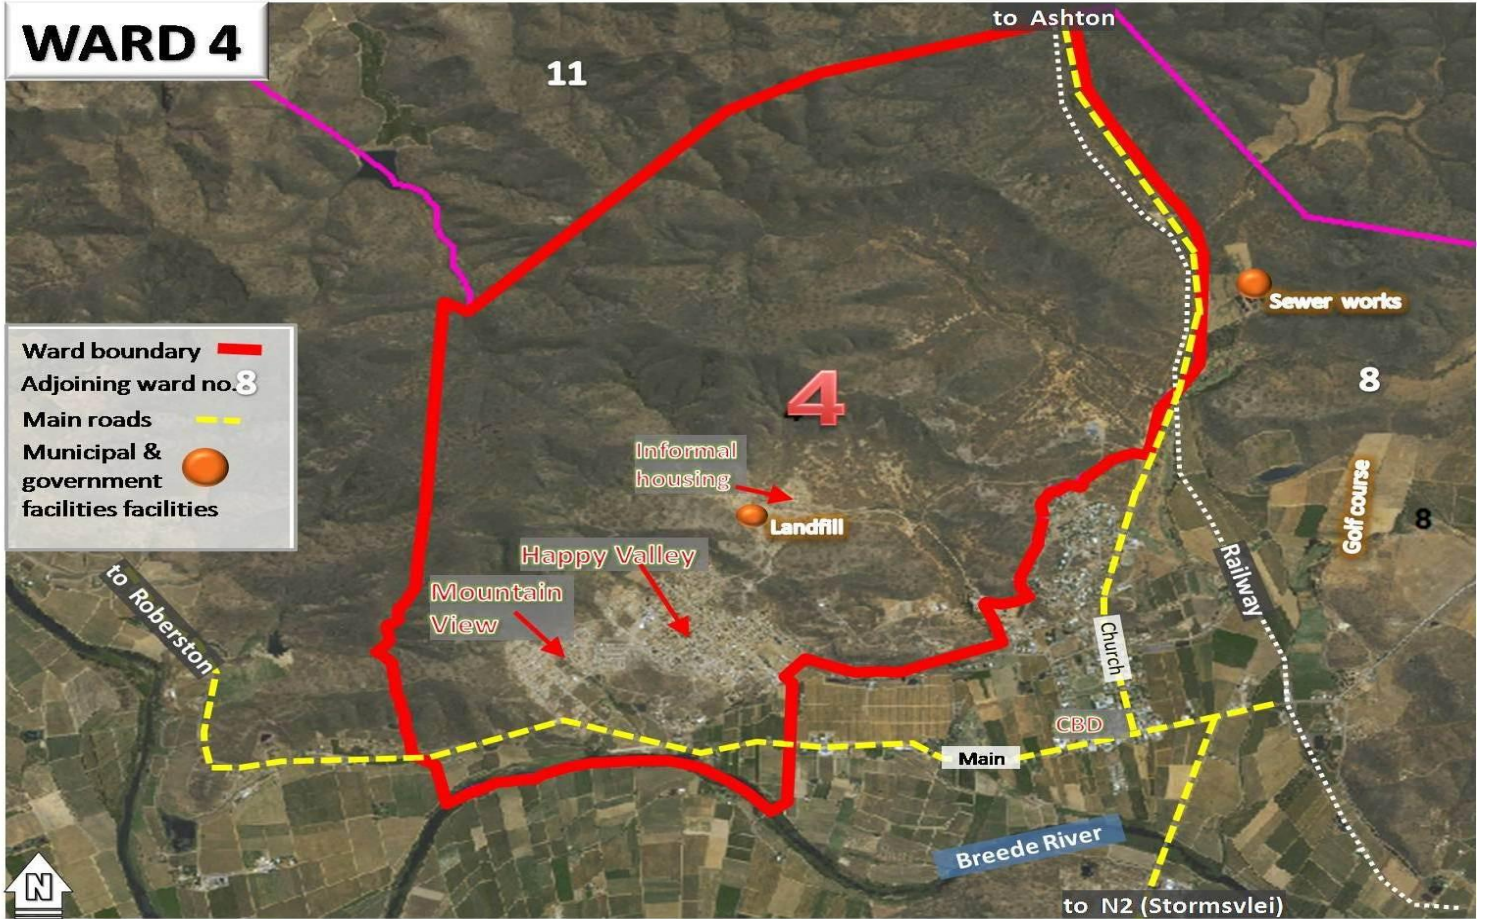 WARD 4
to Ashton
11
Sewer works
Ward boundary
Adjoining ward no.8
Main roads
Municipal &
government
facilities facilities
4
8
Informal
housing
Landfill
Golf course
8
Happy Valley
Mountain
View
to Roberston
Railway
Church
CBD
Main
Breede River
N
to N2 (Stormsvlei)